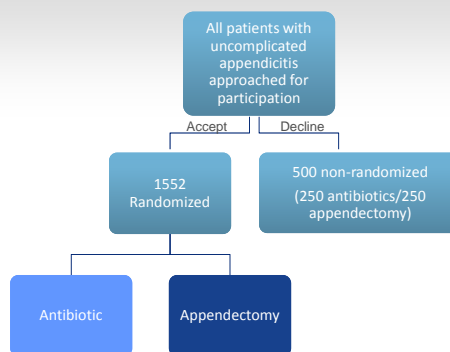 All patients with
uncomplicated
appendicitis
approached for
participation
Accept
Decline
1552
Randomized
500 non-randomized
(250 antibiotics/250
appendectomy)
Antibiotic
Appendectomy